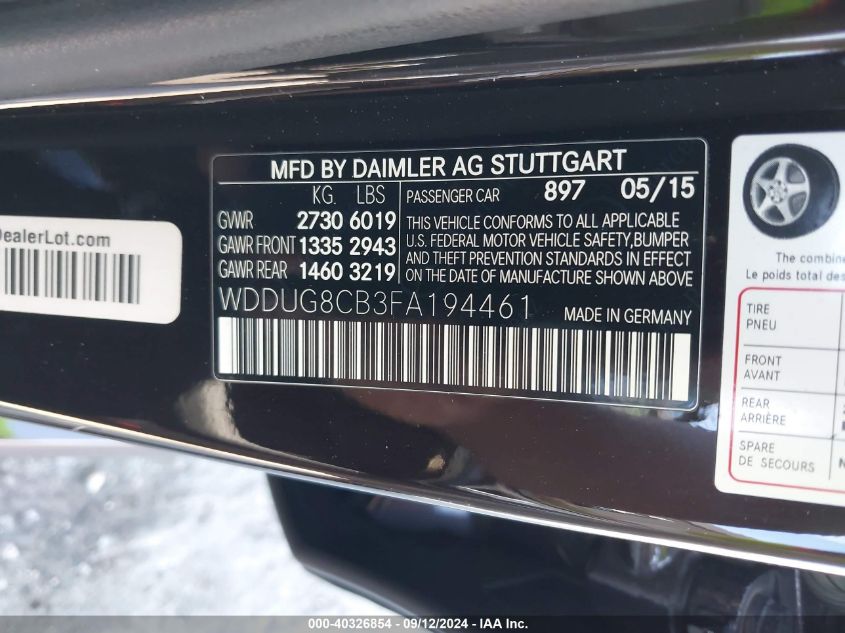 MFD BY DAIMLER AG STUTTGART
KG. LBS
GVWR 2730 6019
GAWR FRONT 1335 2943
GAWR REAR 1460 3219
PASSENGER CAR 897 05/15
THIS VEHICLE CONFORMS TO ALL APPLICABLE
U.S. FEDERAL MOTOR VEHICLE SAFETY, BUMPER
AND THEFT PREVENTION STANDARDS IN EFFECT
ON THE DATE OF MANUFACTURE SHOWN ABOVE
WDDUG8CB3FA194461 MADE IN GERMANY
DealerLot.com
The combine
Le poids total des
TIRE
PNEU
FRONT
AVANT
REAR
ARRIÈRE
SPARE
DE SECOURS
000-40326854 - 09/12/2024 - IAA Inc.